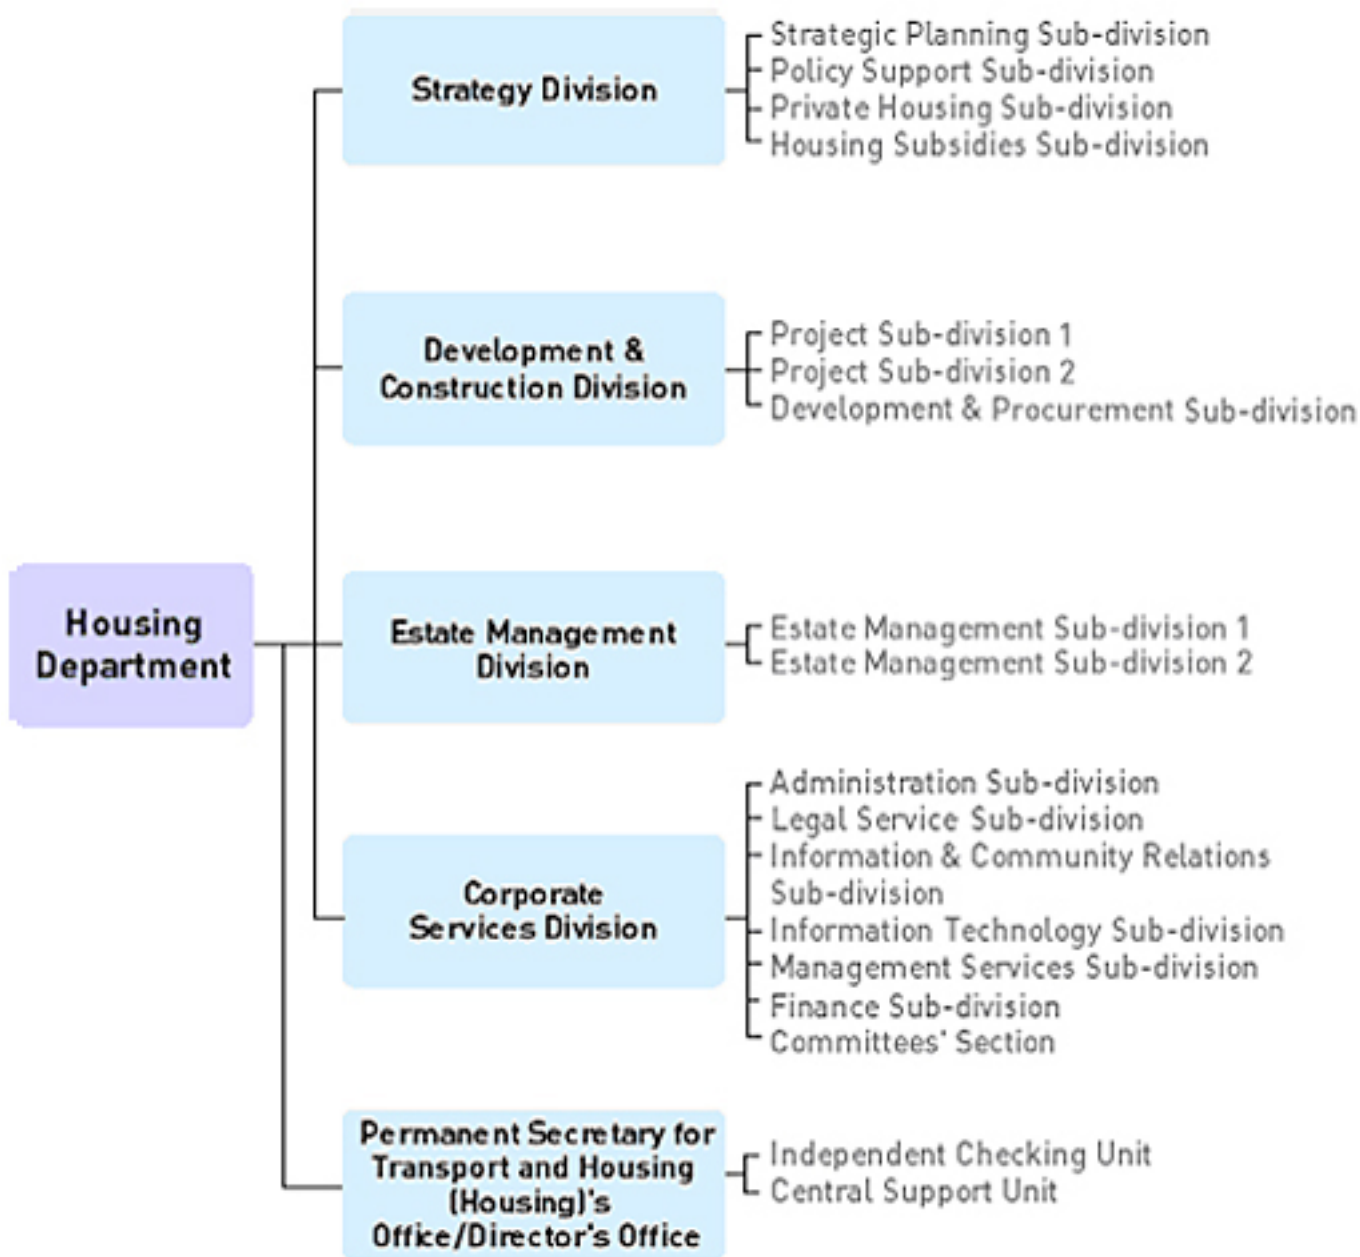 Strategy Division
Strategic Planning Sub-division
Policy Support Sub-division
Private Housing Sub-division
Housing Subsidies Sub-division
Development &
Construction Division
Project Sub-division 1
Project Sub-division 2
Development & Procurement Sub-division
Housing
Department
Estate Management
Division
Estate Management Sub-division 1
Estate Management Sub-division 2
Corporate
Services Division
Administration Sub-division
Legal Service Sub-division
Information & Community Relations
Sub-division
Information Technology Sub-division
Management Services Sub-division
Finance Sub-division
Committees' Section
Permanent Secretary for
Transport and Housing
(Housing)'s
Office/Director's Office
Independent Checking Unit
Central Support Unit